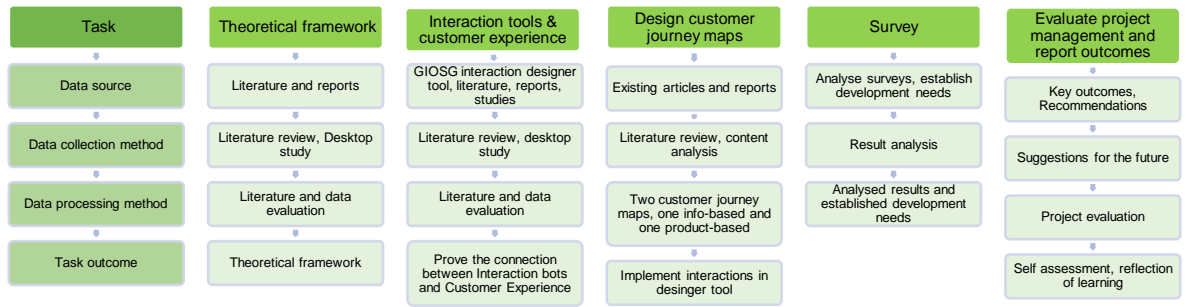 Task
Data source
Data collection method
Data processing method
Task outcome
Theoretical framework
Literature and reports
Literature review, Desktop
study
Literature and data
evaluation
Theoretical framework
Interaction tools &
customer experience
GIOSG interaction designer
tool, literature, reports,
studies
Literature review, desktop
study
Literature and data
evaluation
Prove the connection
between Interaction bots
and Customer Experience
Design customer
journey maps
Existing articles and reports
Literature review, content
analysis
Two customer journey
maps, one info-based and
one product-based
Implement interactions in
desinger tool
Survey
Analyse surveys, establish
development needs
Result analysis
Analysed results and
established development
needs
Evaluate project
management and
report outcomes
Key outcomes,
Recommendations
Suggestions for the future
Project evaluation
Self assessment, reflection
of learning